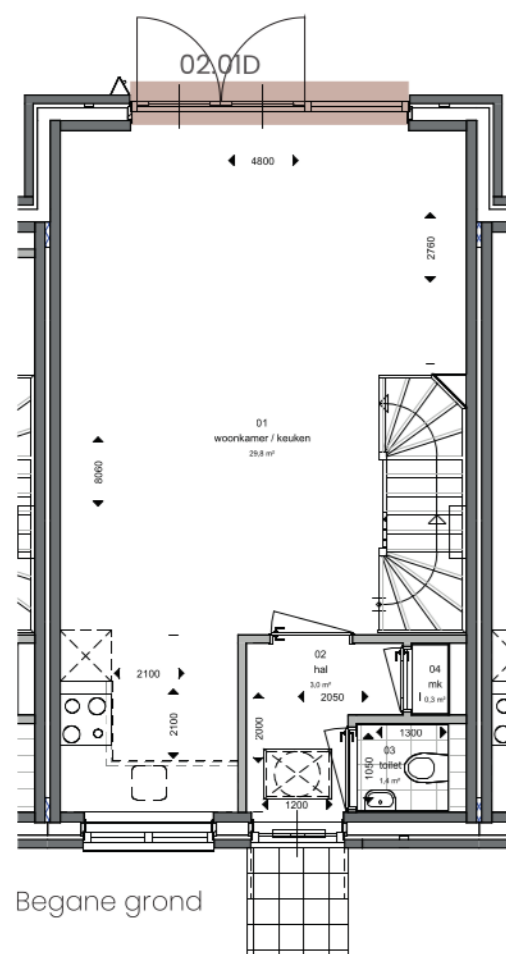 02.01D
4800
2760
01
woonkamer / keuken
29,8 m²
8060
02
hal
3,0 m²
2050
04
mk
0,3 m²
2100
2100
2000
1300
03
toilet
1,4 m²
1050
1200
Begane grond